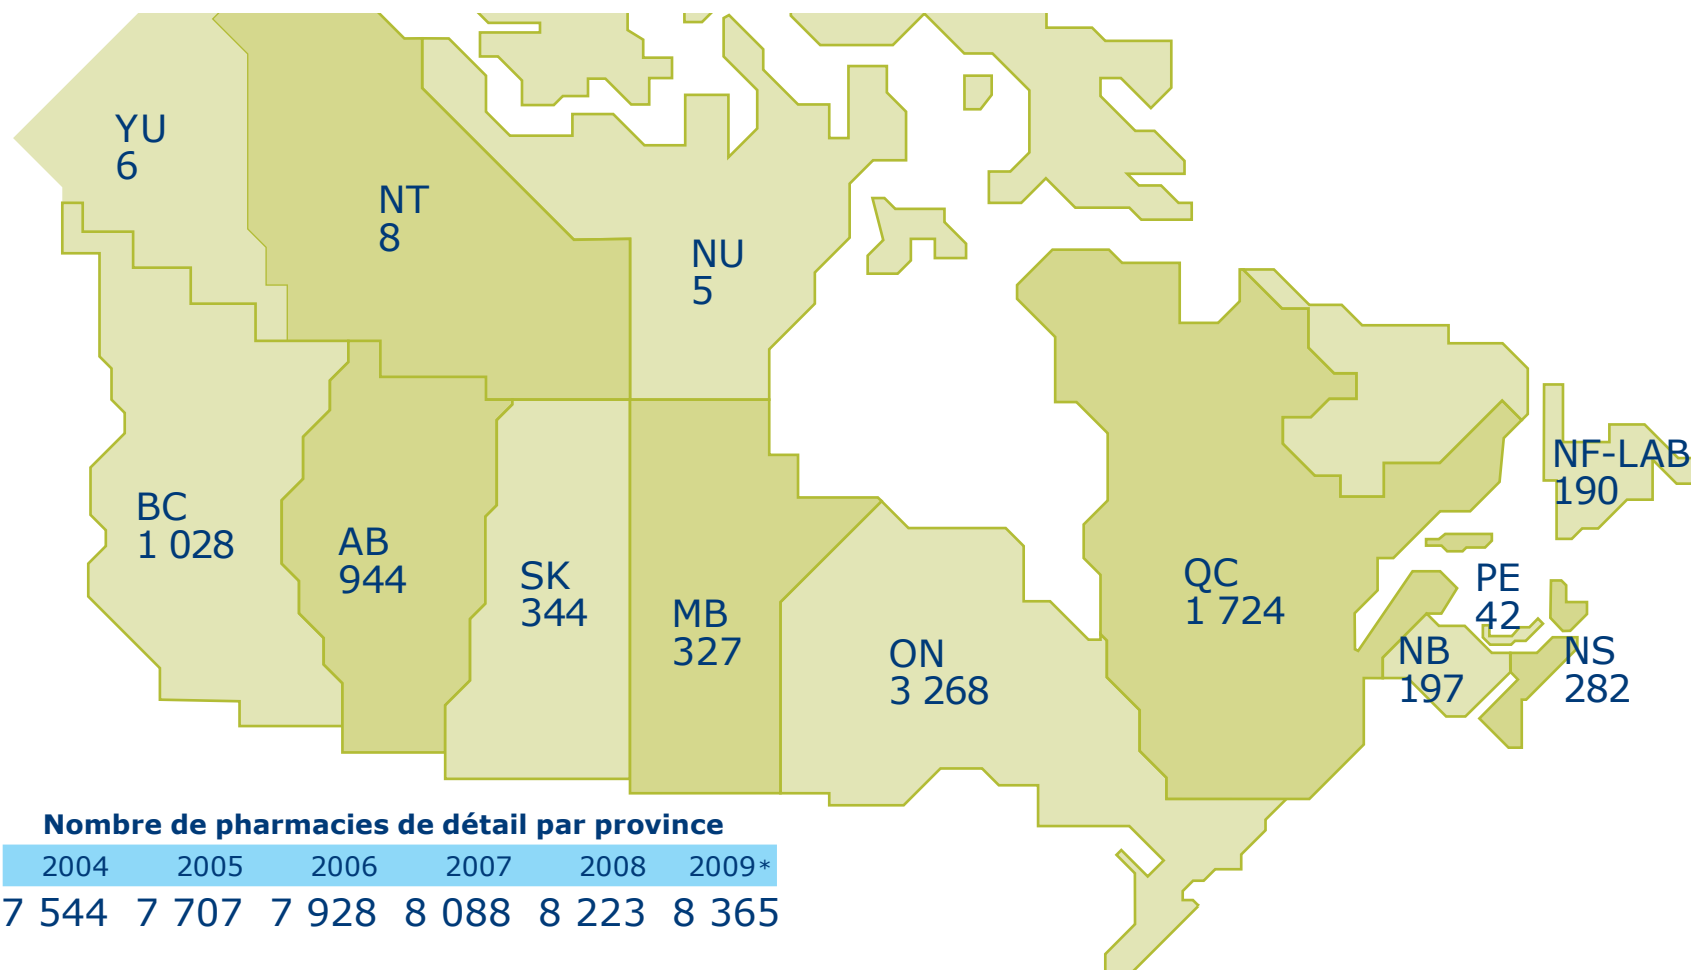 YU
6
NT
8
NU
5
BC
1 028
AB
944
SK
344
MB
327
ON
3 268
QC
1 724
NF-LAB
190
PE
42
NB
197
NS
282
Nombre de pharmacies de détail par province
2004 2005 2006 2007 2008 2009*
7 544 7 707 7 928 8 088 8 223 8 365